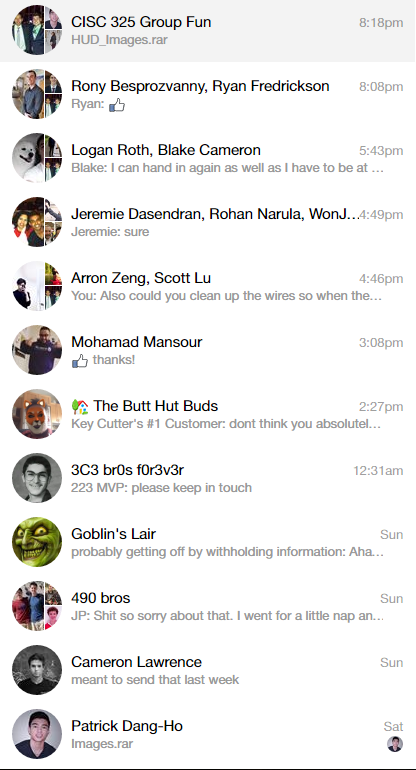 CISC 325 Group Fun 8:18pm
HUD_Images.rar
Rony Besprozvanny, Ryan Fredrickson 8:08pm
Ryan:
Logan Roth, Blake Cameron 5:43pm
Blake: I can hand in again as well as I have to be at ...
Jeremie Dasendran, Rohan Narula, WonJ... 4:49pm
Jeremie: sure
Arron Zeng, Scott Lu 4:46pm
You: Also could you clean up the wires so when the...
Mohamad Mansour 3:08pm
thanks!
The Butt Hut Buds 2:27pm
Key Cutter's #1 Customer: dont think you absolutel...
3C3 br0s f0r3v3r 12:31am
223 MVP: please keep in touch
Goblin's Lair Sun
probably getting off by withholding information: Aha...
490 bros Sun
JP: Shit so sorry about that. I went for a little nap an...
Cameron Lawrence Sun
meant to send that last week
Patrick Dang-Ho Sat
Images.rar